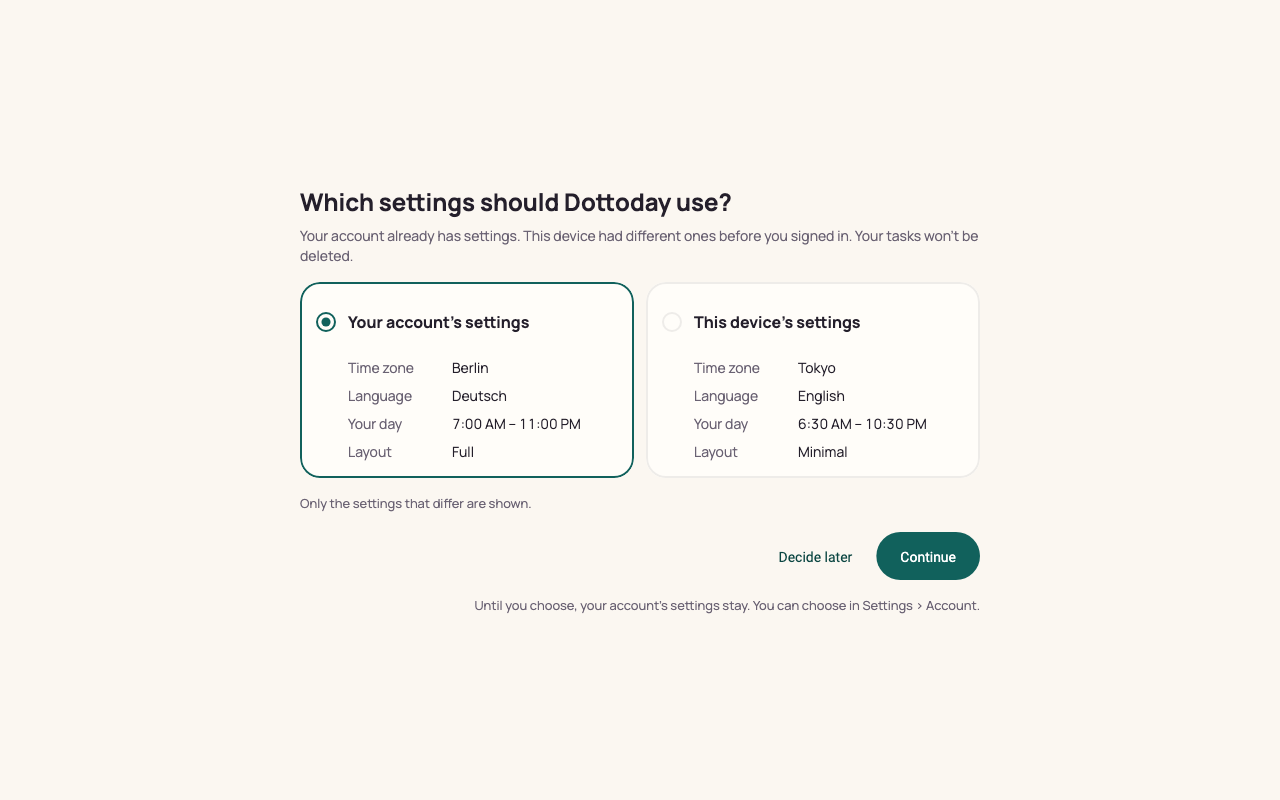 Which settings should Dottoday use?
Your account already has settings. This device had different ones before you signed in. Your tasks won't be
deleted.
Your account's settings
Time zone Berlin
Language Deutsch
Your day 7:00 AM – 11:00 PM
Layout Full
This device's settings
Time zone Tokyo
Language English
Your day 6:30 AM – 10:30 PM
Layout Minimal
Only the settings that differ are shown.
Decide later
Continue
Until you choose, your account's settings stay. You can choose in Settings > Account.